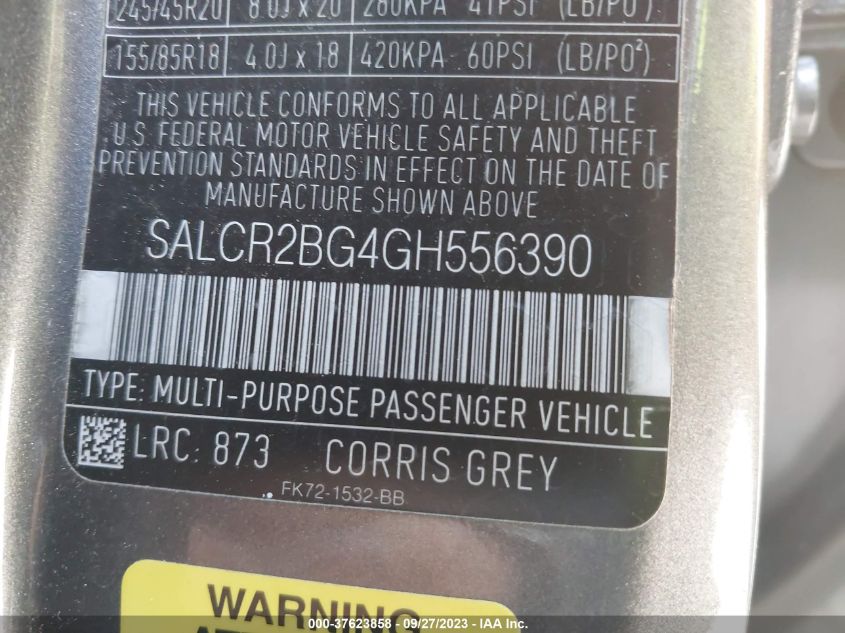 245/45R20 8.0J x 20 280KPA 41PSI (LB/PO²)
155/85R18 4.0J x 18 420KPA 60PSI (LB/PO²)
THIS VEHICLE CONFORMS TO ALL APPLICABLE
U.S. FEDERAL MOTOR VEHICLE SAFETY AND THEFT
PREVENTION STANDARDS IN EFFECT ON THE DATE OF
MANUFACTURE SHOWN ABOVE
SALCR2BG4GH556390
TYPE: MULTI-PURPOSE PASSENGER VEHICLE
LRC: 873 CORRIS GREY
FK72-1532-BB
WARNING
000-37623858 - 09/27/2023 - IAA Inc.